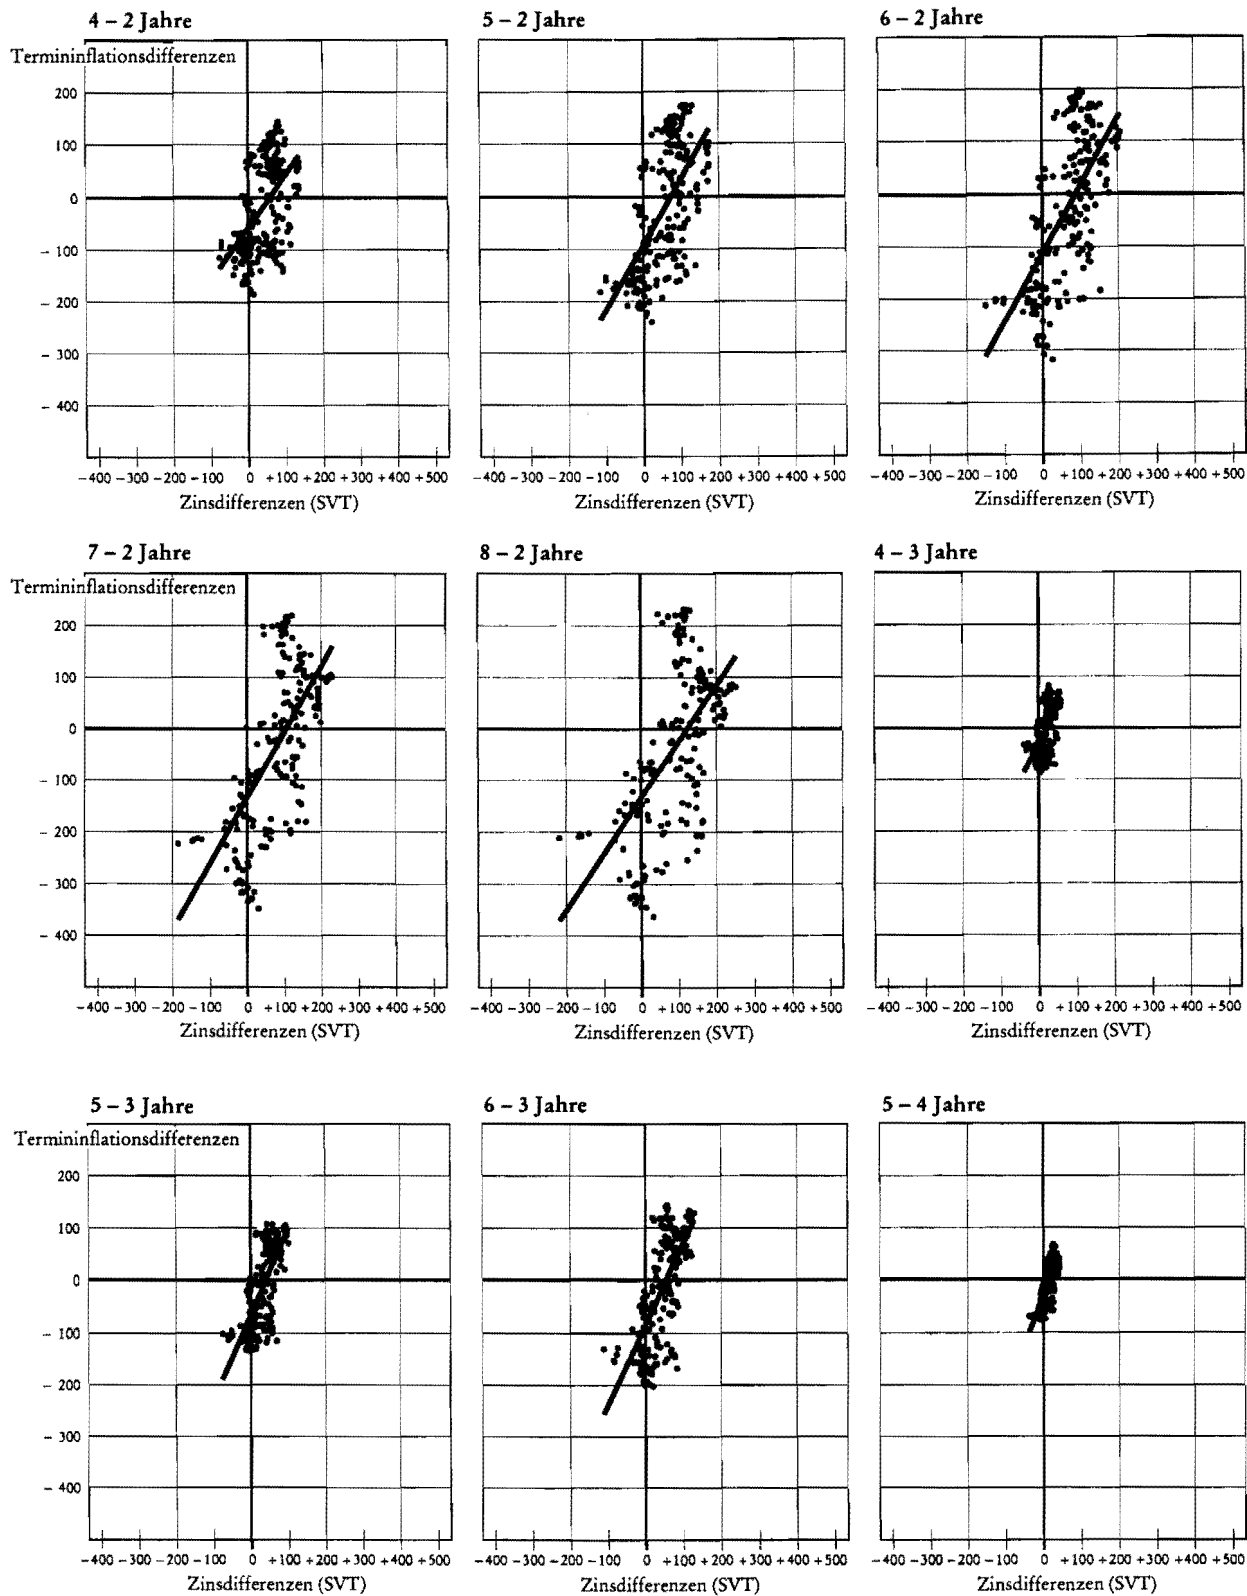 4 – 2 Jahre
5 – 2 Jahre
6 – 2 Jahre
Termininflationsdifferenzen
200
100
0
- 100
- 200
- 300
- 400
-400 -300 -200 -100 0 +100 +200 +300 +400 +500
-400 -300 -200 -100 0 +100 +200 +300 +400 +500
-400 -300 -200 -100 0 +100 +200 +300 +400 +500
Zinsdifferenzen (SVT)
Zinsdifferenzen (SVT)
Zinsdifferenzen (SVT)
7 – 2 Jahre
8 – 2 Jahre
4 – 3 Jahre
Termininflationsdifferenzen
200
100
0
- 100
- 200
- 300
- 400
-400 -300 -200 -100 0 +100 +200 +300 +400 +500
-400 -300 -200 -100 0 +100 +200 +300 +400 +500
-400 -300 -200 -100 0 +100 +200 +300 +400 +500
Zinsdifferenzen (SVT)
Zinsdifferenzen (SVT)
Zinsdifferenzen (SVT)
5 – 3 Jahre
6 – 3 Jahre
5 – 4 Jahre
Termininflationsdifferenzen
200
100
0
- 100
- 200
- 300
- 400
-400 -300 -200 -100 0 +100 +200 +300 +400 +500
-400 -300 -200 -100 0 +100 +200 +300 +400 +500
-400 -300 -200 -100 0 +100 +200 +300 +400 +500
Zinsdifferenzen (SVT)
Zinsdifferenzen (SVT)
Zinsdifferenzen (SVT)